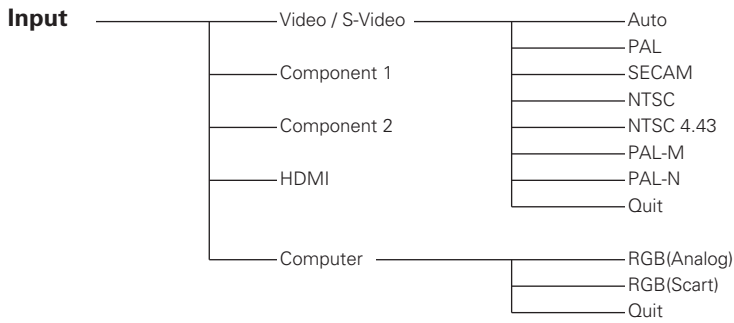 Input
Video / S-Video
Auto
PAL
Component 1
SECAM
NTSC
Component 2
NTSC 4.43
PAL-M
HDMI
PAL-N
Quit
Computer
RGB(Analog)
RGB(Scart)
Quit